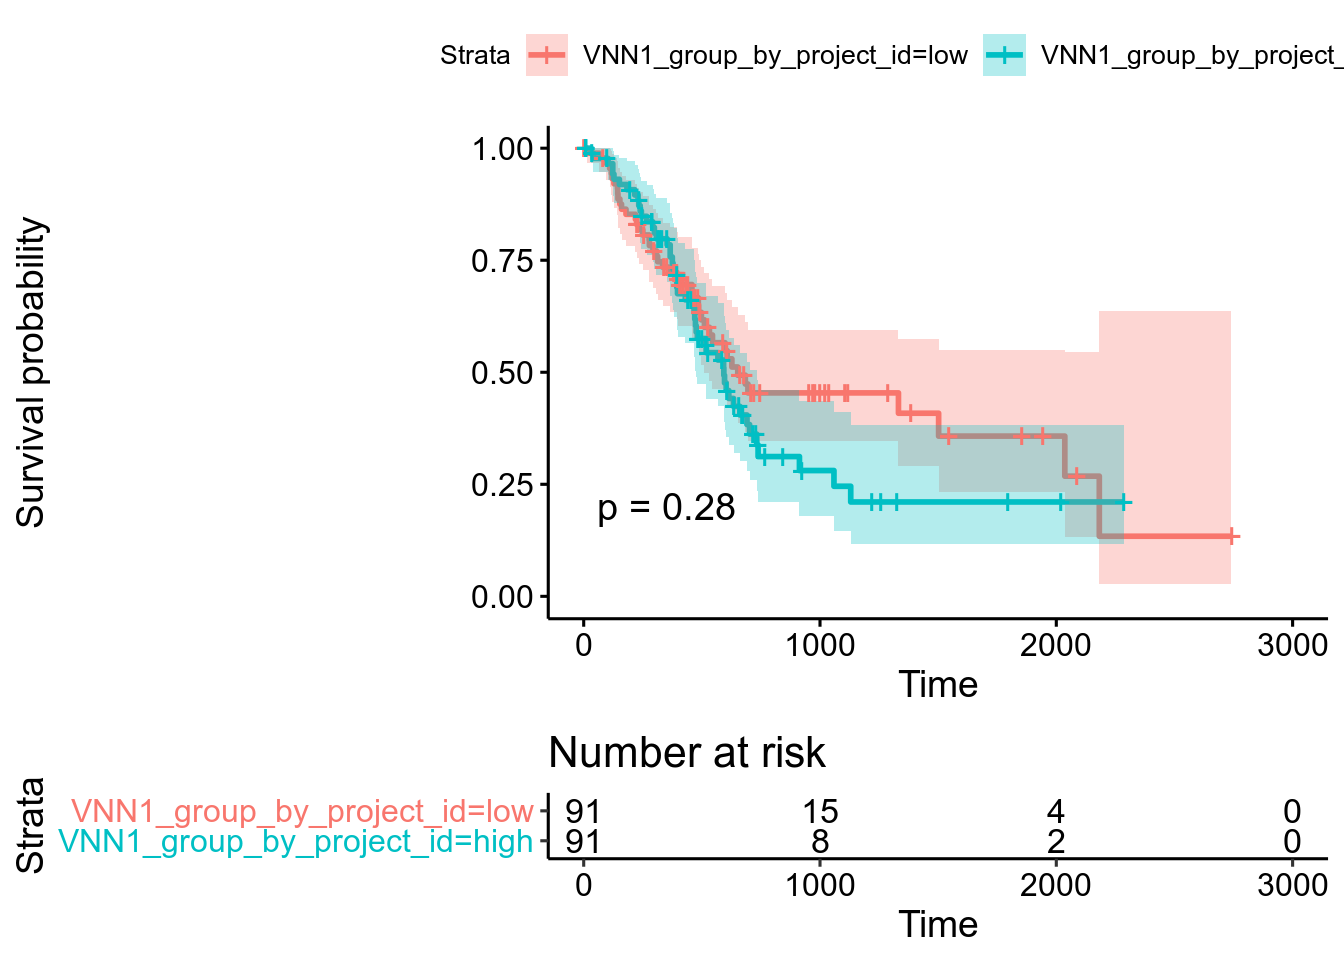 Strata VNN1_group_by_project_id=low VNN1_group_by_project_
Survival probability
1.00
0.75
0.50
0.25
0.00
p = 0.28
0 1000 2000 3000
Time
Number at risk
Strata
VNN1_group_by_project_id=low 91 15 4 0
VNN1_group_by_project_id=high 91 8 2 0
0 1000 2000 3000
Time